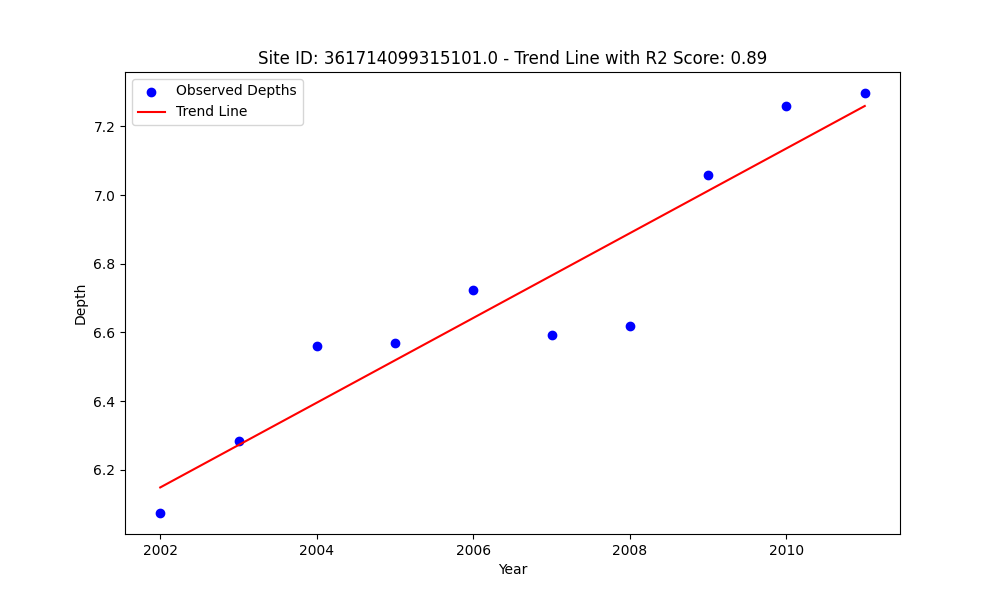 Site ID: 361714099315101.0 - Trend Line with R2 Score: 0.89
Observed Depths
Trend Line
7.2
7.0
6.8
6.6
6.4
6.2
Depth
2002
2004
2006
2008
2010
Year